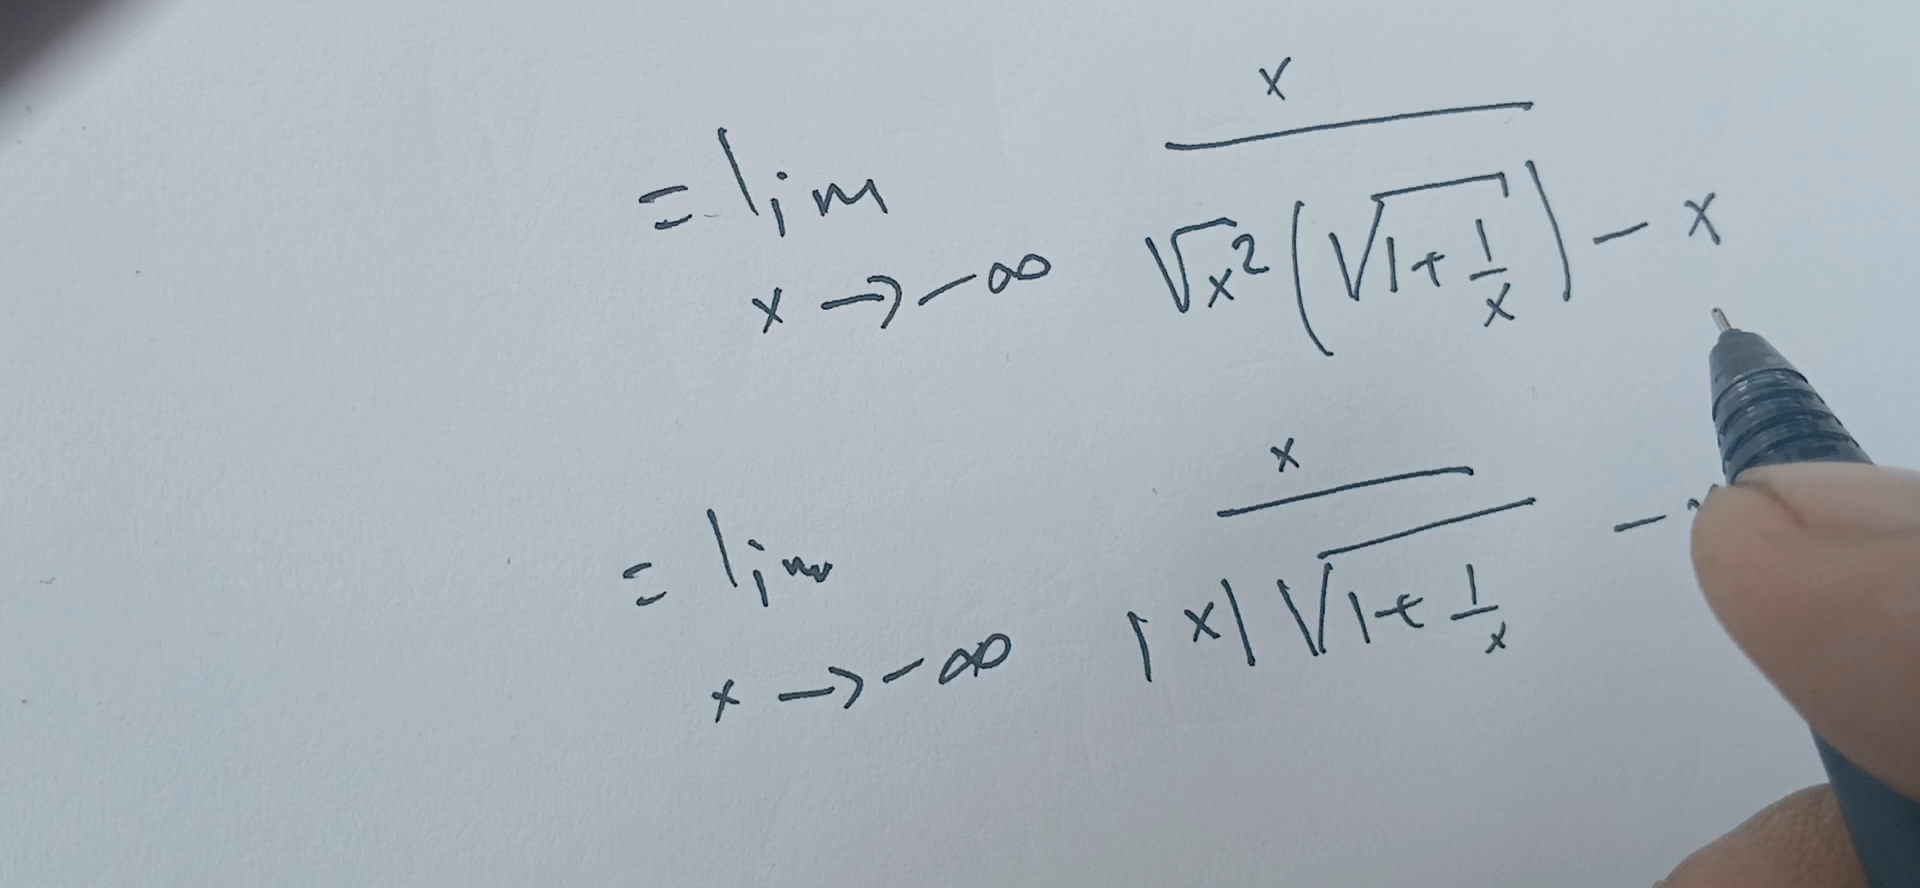 = lim x → -∞ x / √x² (√1 + 1/x) - x
= lim x → -∞ x / |x| √1 + 1/x -